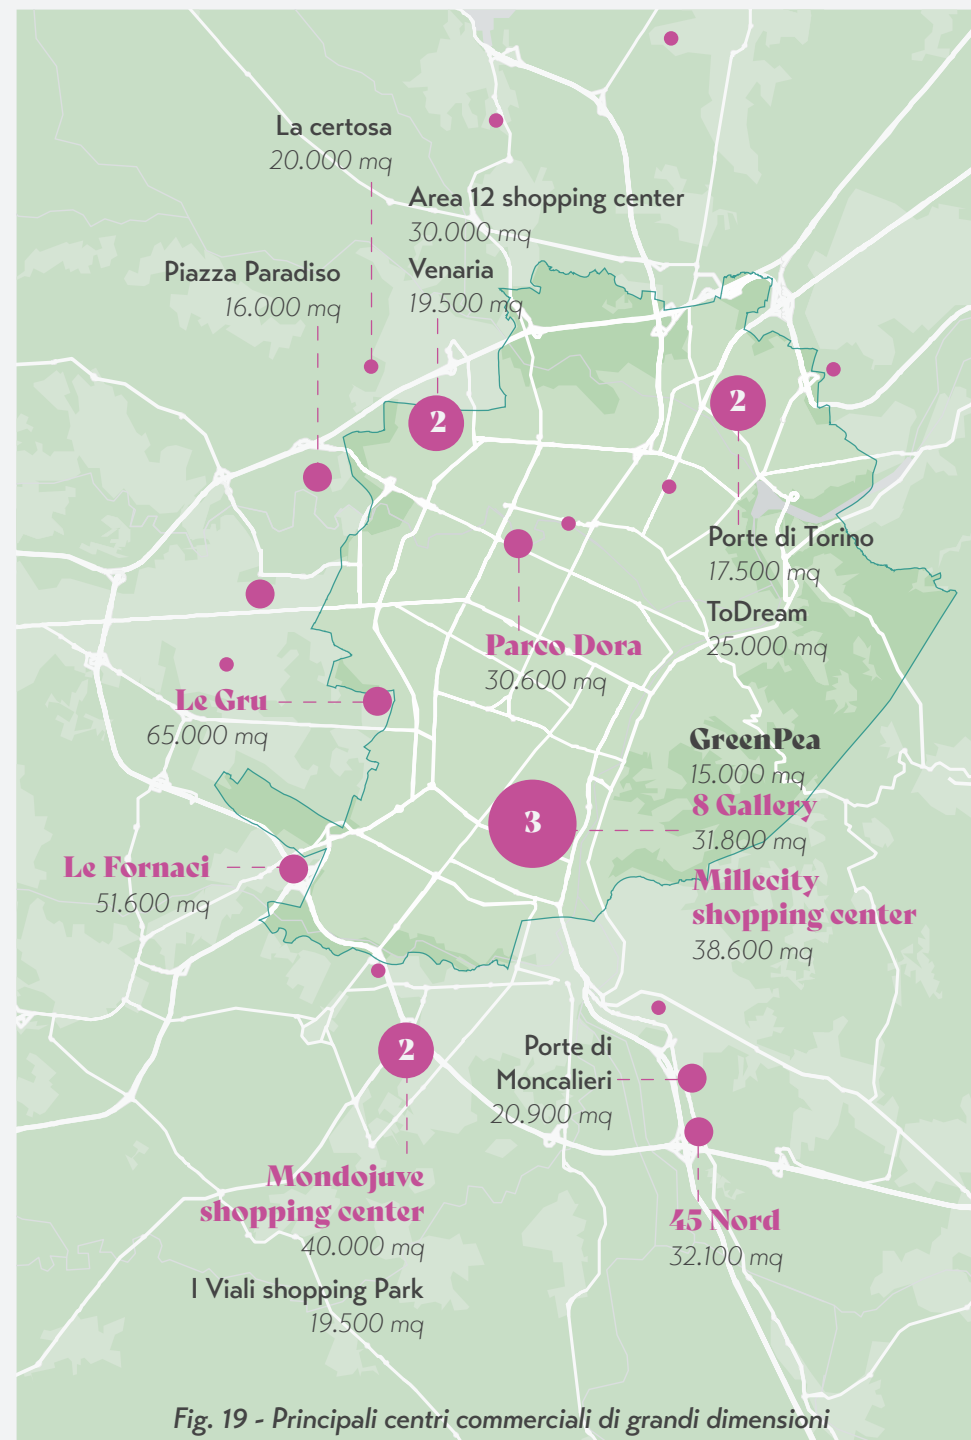 La certosa
20.000 mq
Area 12 shopping center
30.000 mq
Piazza Paradiso
16.000 mq
Venaria
19.500 mq
2
2
Porte di Torino
17.500 mq
ToDream
25.000 mq
Parco Dora
30.600 mq
Le Gru
65.000 mq
GreenPea
15.000 mq
8 Gallery
31.800 mq
3
Millecity
shopping center
38.600 mq
Le Fornaci
51.600 mq
2
Porte di
Moncalieri
20.900 mq
Mondojuve
shopping center
40.000 mq
45 Nord
32.100 mq
I Viali shopping Park
19.500 mq
Fig. 19 - Principali centri commerciali di grandi dimensioni